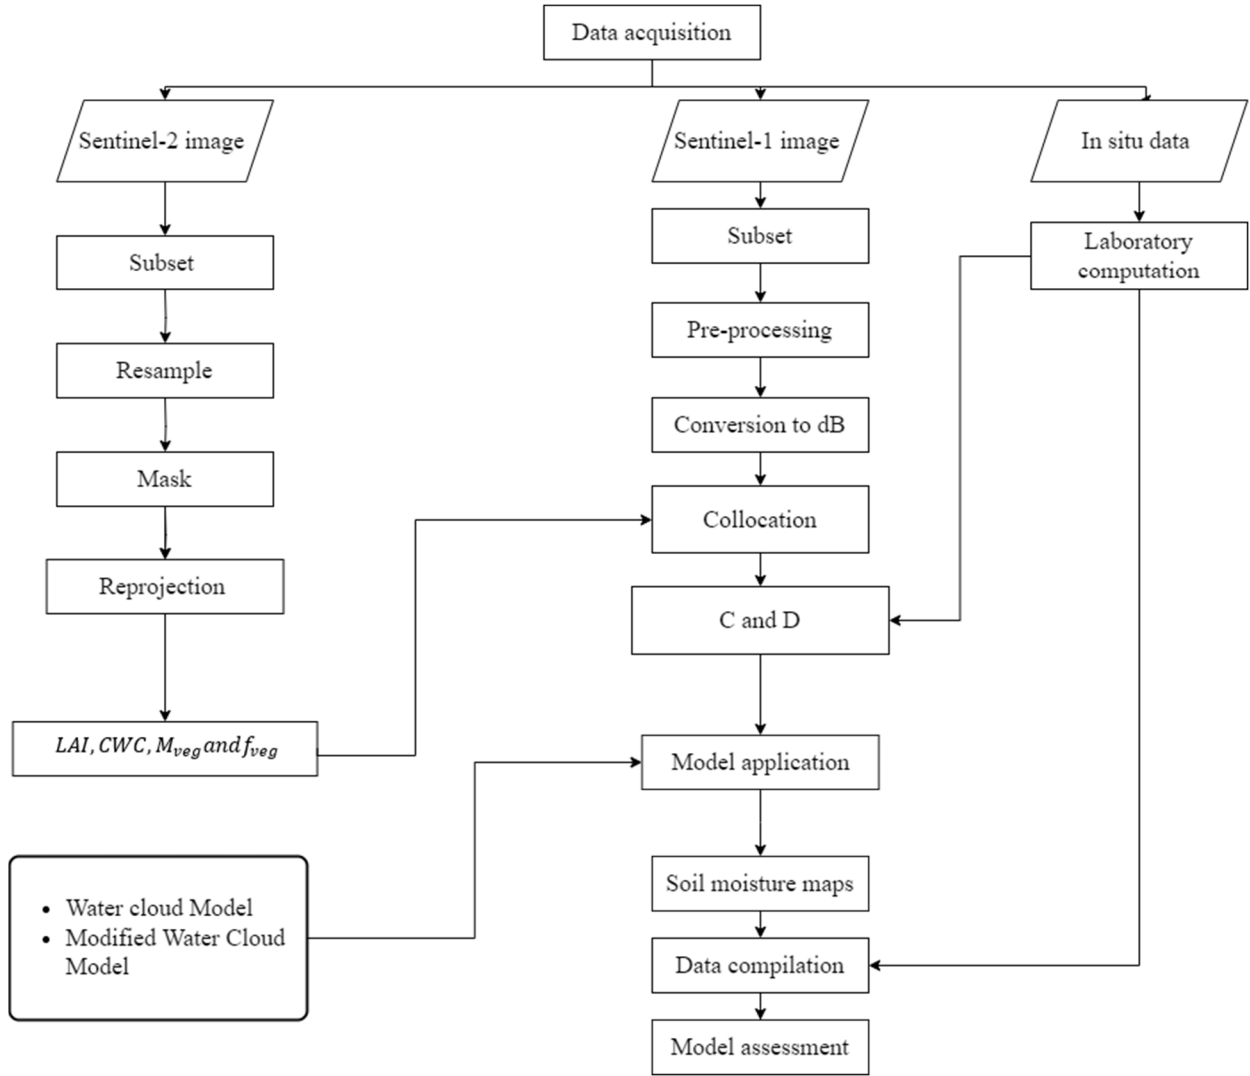 Data acquisition
Sentinel-2 image
Sentinel-1 image
In situ data
Subset
Subset
Laboratory
computation
Pre-processing
Resample
Conversion to dB
Mask
Collocation
Reprojection
C and D
LAI, CWC, M_veg and f_veg
Model application
Soil moisture maps
• Water cloud Model
• Modified Water Cloud
Model
Data compilation
Model assessment